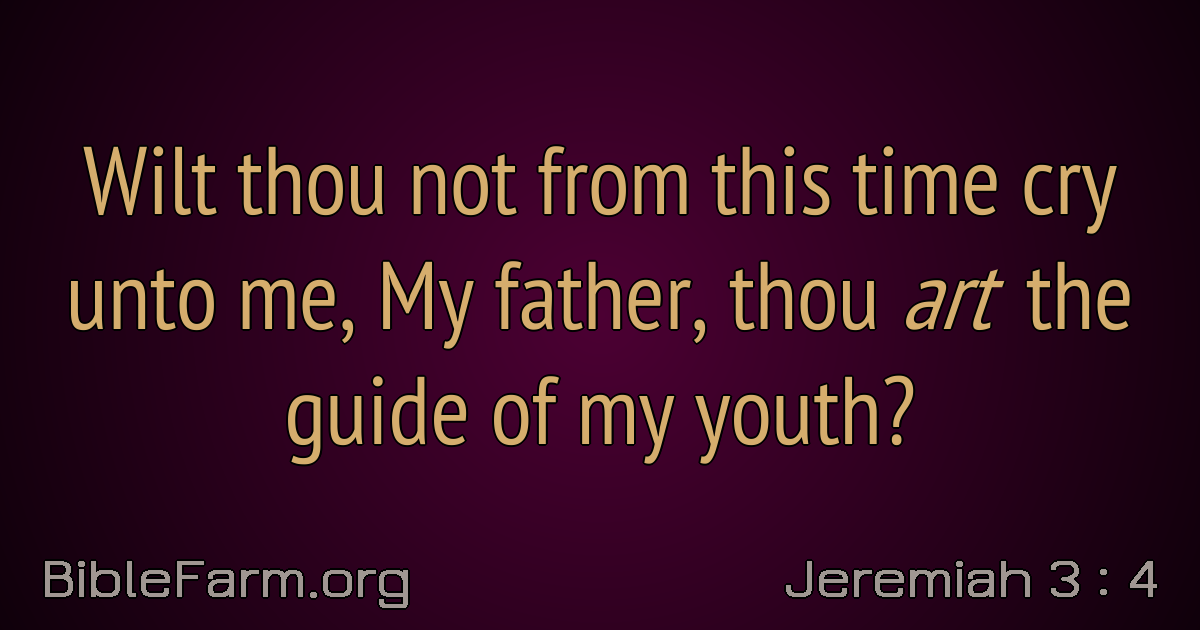 Wilt thou not from this time cry
unto me, My father, thou art the
guide of my youth?
BibleFarm.org
Jeremiah 3 : 4